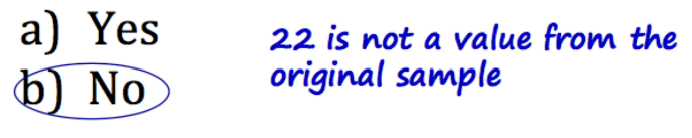 a) Yes
b) No
22 is not a value from the
original sample